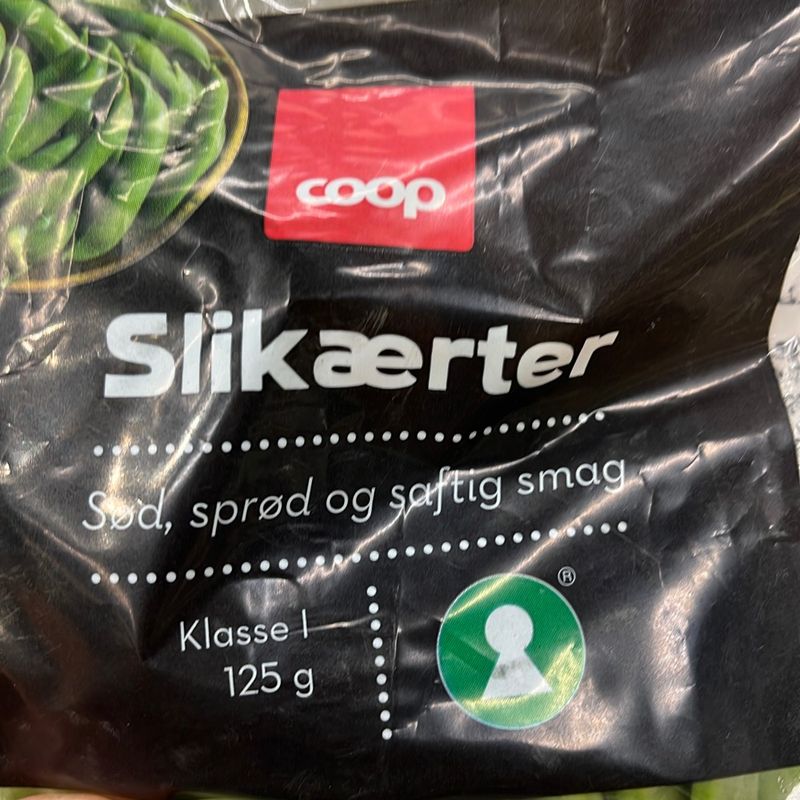 coop
Slikærter
Sød, sprød og saftig smag
Klasse I
125 g
®